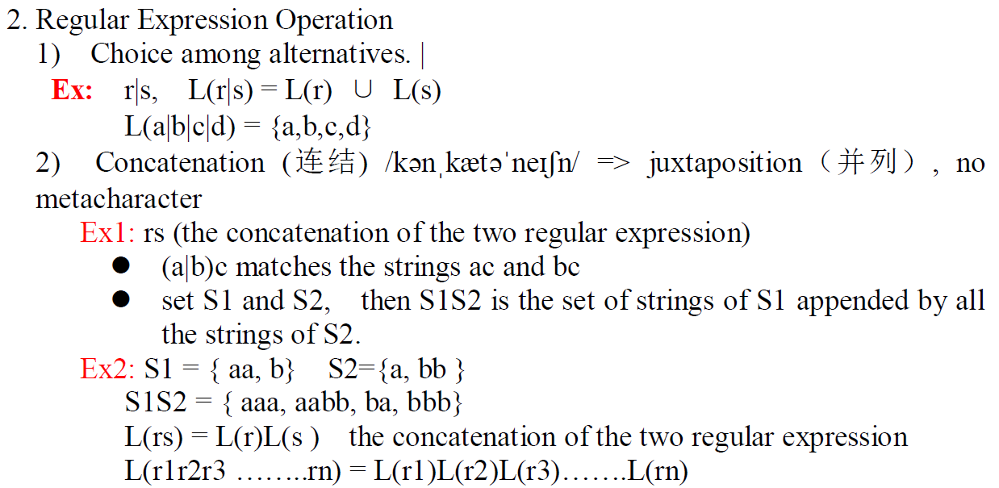 2. Regular Expression Operation
1) Choice among alternatives. |
Ex: r|s, L(r|s) = L(r) ∪ L(s)
L(a|b|c|d) = {a,b,c,d}
2) Concatenation (连结) /kənˌkætəˈneɪʃn/ => juxtaposition（并列）, no
metacharacter
Ex1: rs (the concatenation of the two regular expression)
● (a|b)c matches the strings ac and bc
● set S1 and S2, then S1S2 is the set of strings of S1 appended by all
the strings of S2.
Ex2: S1 = { aa, b} S2={a, bb }
S1S2 = { aaa, aabb, ba, bbb}
L(rs) = L(r)L(s ) the concatenation of the two regular expression
L(r1r2r3 ……..rn) = L(r1)L(r2)L(r3)…….L(rn)